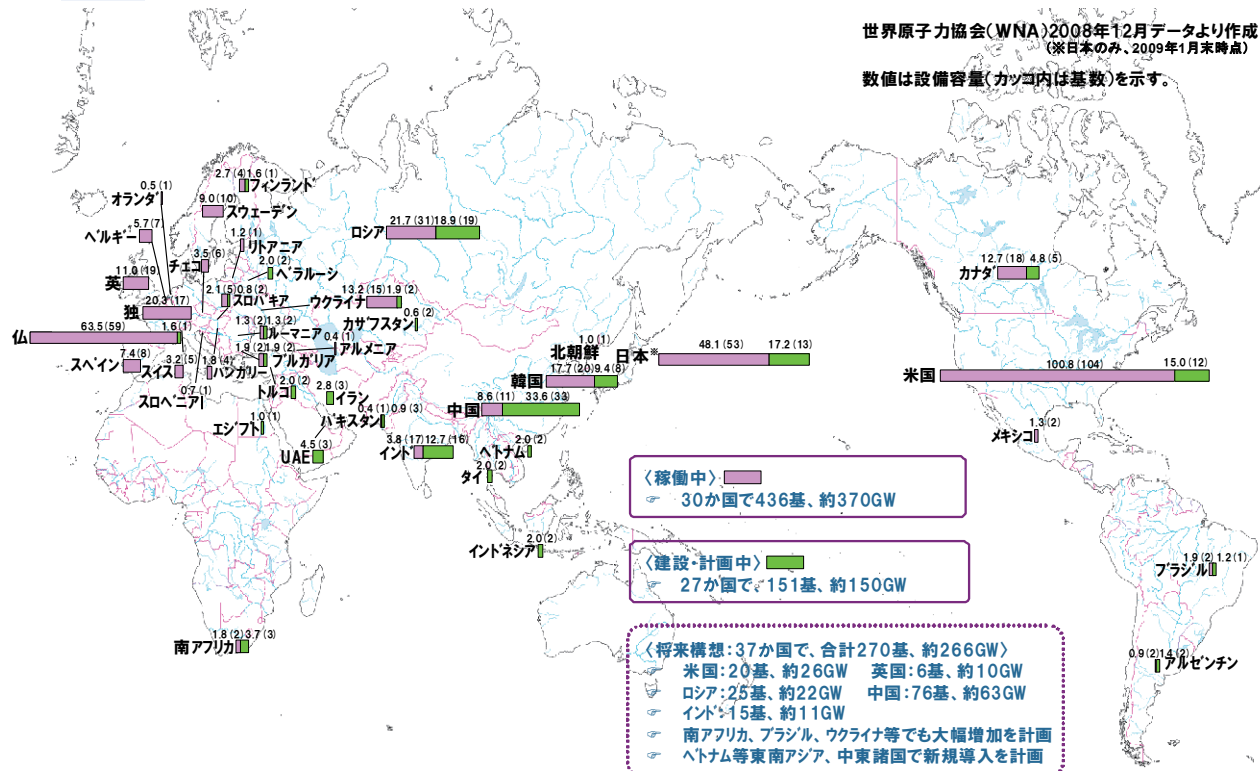 世界原子力協会(WNA)2008年12月データより作成
(※日本のみ、2009年1月末時点)
数値は設備容量(カッコ内は基数)を示す。
2.7 (4) 1.6 (1)
フィンランド
オランダ 0.5 (1)
9.0 (10)
スウェーデン
5.7 (7)
ベルギー
1.2 (1)
リトアニア
21.7 (31) 18.9 (19)
ロシア
3.5 (6)
チェコ
2.0 (2)
ベラルーシ
12.7 (18) 4.8 (5)
カナダ
11.0 (19)
英
2.1 (5) 0.8 (2)
スロバキア
13.2 (15) 1.9 (2)
ウクライナ
20.3 (17)
独
0.6 (2)
カザフスタン
63.5 (59) 1.6 (1)
仏
1.3 (2) 1.3 (2)
ルーマニア
0.4 (1)
アルメニア
1.0 (1)
北朝鮮
48.1 (53) 17.2 (13)
日本※
7.4 (8)
スペイン
3.2 (5)
スイス
1.8 (4)
ハンガリー
1.9 (2) 1.9 (2)
ブルガリア
17.7 (20) 9.4 (8)
韓国
100.8 (104) 15.0 (12)
米国
0.7 (1)
スロベニア
2.0 (2)
トルコ
2.8 (3)
イラン
8.6 (11) 33.6 (33)
中国
1.0 (1)
エジプト
0.4 (1) 0.9 (3)
パキスタン
1.3 (2)
メキシコ
4.5 (3)
UAE
3.8 (17) 12.7 (16)
インド
2.0 (2)
ベトナム
2.0 (2)
タイ
〈稼働中〉
☞ 30か国で436基、約370GW
2.0 (2)
インドネシア
〈建設・計画中〉
☞ 27か国で、151基、約150GW
1.9 (2) 1.2 (1)
ブラジル
1.8 (2) 3.7 (3)
南アフリカ
0.9 (2) 1.4 (2)
アルゼンチン
〈将来構想:37か国で、合計270基、約266GW〉
☞ 米国:20基、約26GW 英国:6基、約10GW
☞ ロシア:25基、約22GW 中国:76基、約63GW
☞ インド:15基、約11GW
☞ 南アフリカ、ブラジル、ウクライナ等でも大幅増加を計画
☞ ベトナム等東南アジア、中東諸国で新規導入を計画